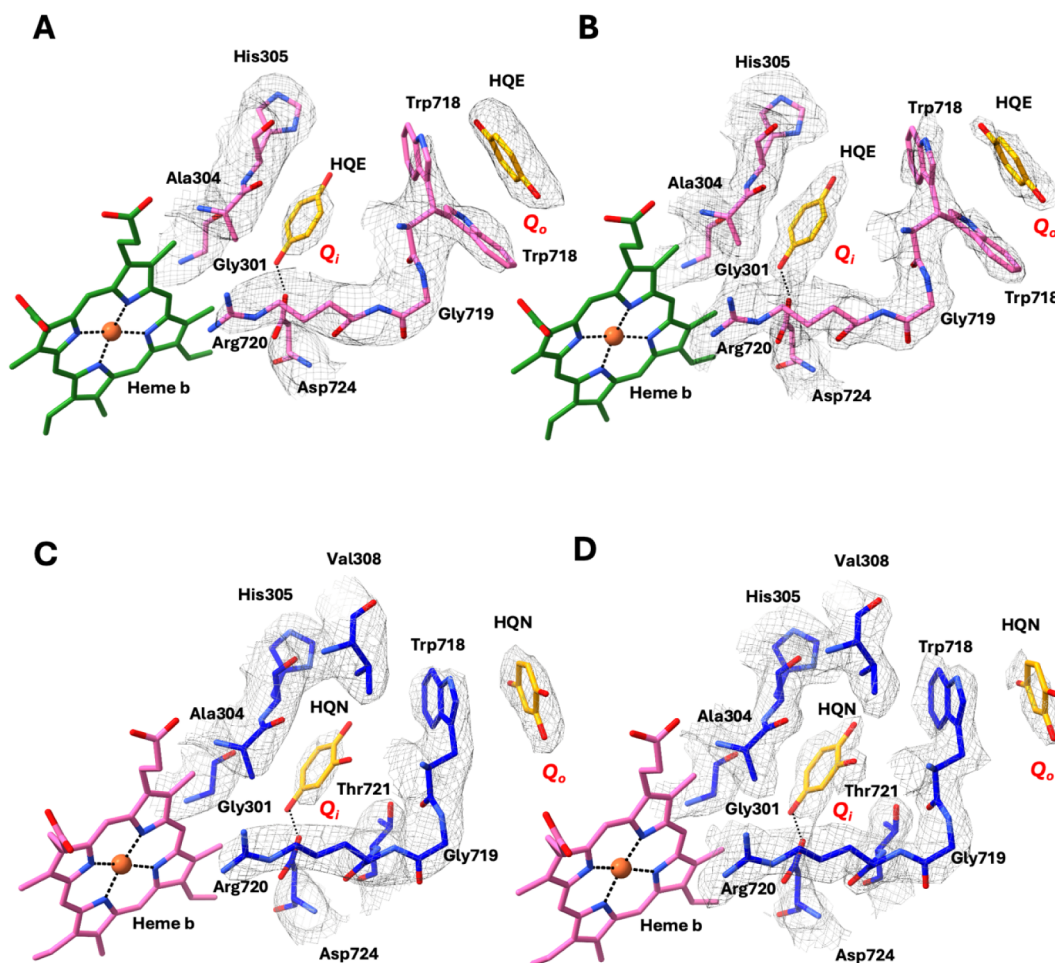 A
B
His305
His305
HQE
HQE
Trp718
Trp718
HQE
HQE
Ala304
Ala304
Qo
Qo
Gly301
Qi
Trp718
Gly301
Qi
Trp718
Gly719
Gly719
Arg720
Arg720
Heme b
Asp724
Heme b
Asp724
C
D
Val308
Val308
His305
His305
HQN
HQN
Trp718
Trp718
Ala304
HQN
Ala304
HQN
Qo
Qo
Gly301
Qi
Thr721
Gly301
Qi
Thr721
Gly719
Gly719
Arg720
Arg720
Heme b
Heme b
Asp724
Asp724